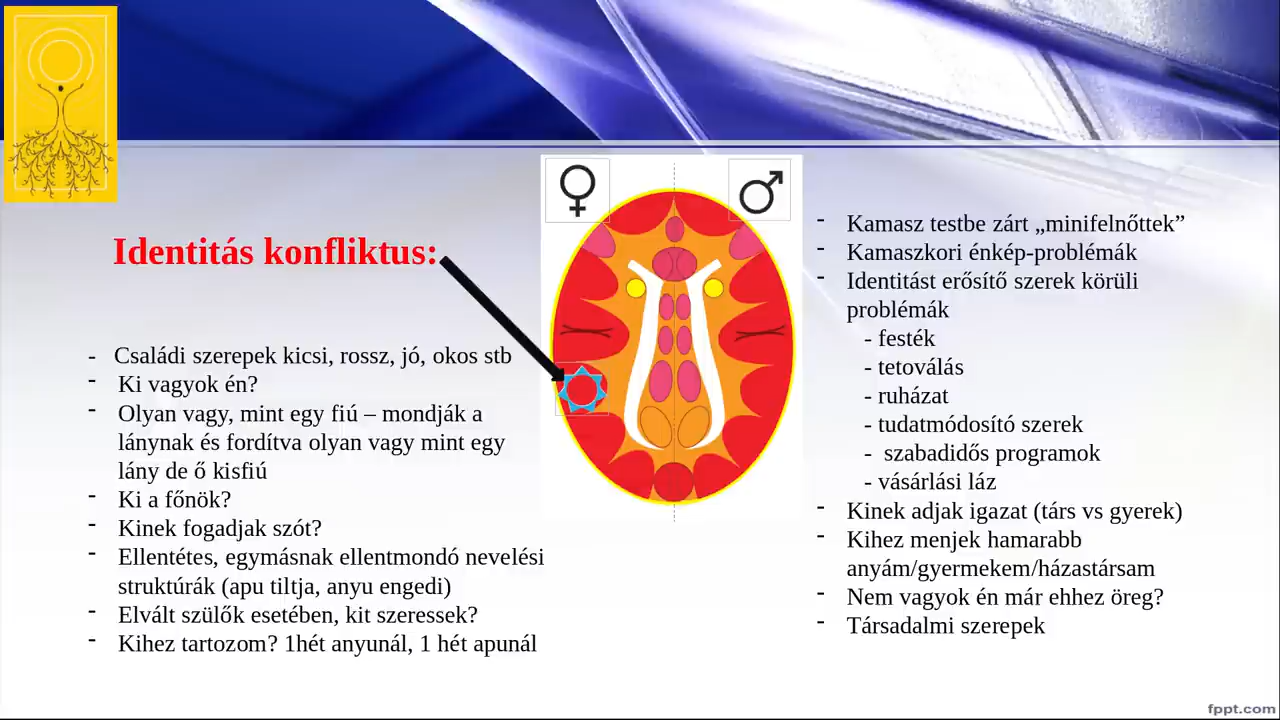 Identitás konfliktus:
- Családi szerepek kicsi, rossz, jó, okos stb
- Ki vagyok én?
- Olyan vagy, mint egy fiú – mondják a
lánynak és fordítva olyan vagy mint egy
lány de ő kisfiú
- Ki a főnök?
- Kinek fogadjak szót?
- Ellentétes, egymásnak ellentmondó nevelési
struktúrák (apu tiltja, anyu engedi)
- Elvált szülők esetében, kit szeressek?
- Kihez tartozom? 1hét anyunál, 1 hét apunál
- Kamasz testbe zárt „minifelnőttek”
- Kamaszkori énkép-problémák
- Identitást erősítő szerek körüli
problémák
- festék
- tetoválás
- ruházat
- tudatmódosító szerek
- szabadidős programok
- vásárlási láz
- Kinek adjak igazat (társ vs gyerek)
- Kihez menjek hamarabb
anyám/gyermekem/házastársam
- Nem vagyok én már ehhez öreg?
- Társadalmi szerepek
fppt.com